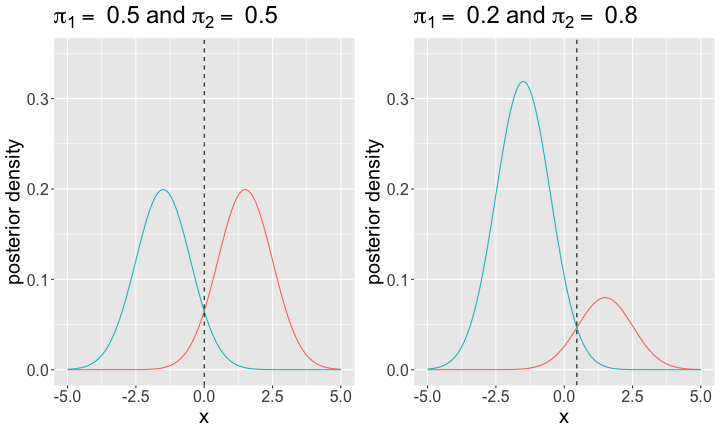 π1 = 0.5 and π2 = 0.5
posterior density
0.3
0.2
0.1
0.0
-5.0 -2.5 0.0 2.5 5.0
x
π1 = 0.2 and π2 = 0.8
posterior density
0.3
0.2
0.1
0.0
-5.0 -2.5 0.0 2.5 5.0
x